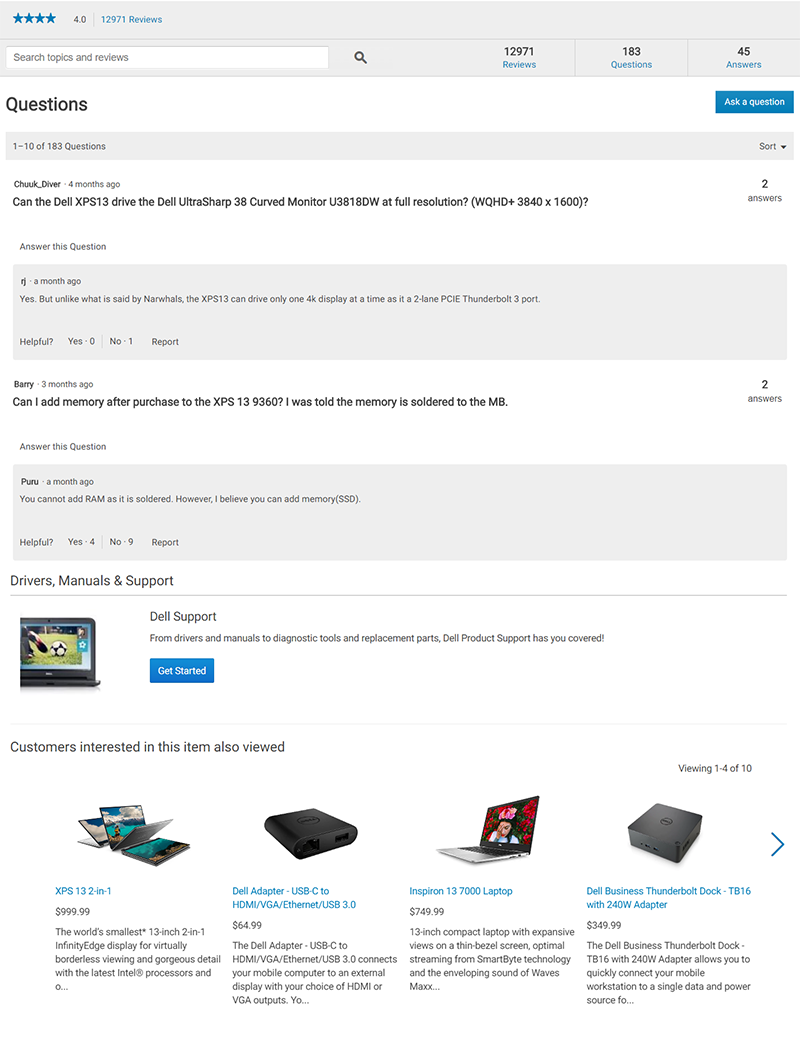 4.0 12971 Reviews
Search topics and reviews
12971
Reviews
183
Questions
45
Answers
Questions
Ask a question
1–10 of 183 Questions
Sort
Chuuk_Diver · 4 months ago
Can the Dell XPS13 drive the Dell UltraSharp 38 Curved Monitor U3818DW at full resolution? (WQHD+ 3840 x 1600)?
2
answers
Answer this Question
rj · a month ago
Yes. But unlike what is said by Narwhals, the XPS13 can drive only one 4k display at a time as it a 2-lane PCIE Thunderbolt 3 port.
Helpful? Yes · 0 No · 1 Report
Barry · 3 months ago
Can I add memory after purchase to the XPS 13 9360? I was told the memory is soldered to the MB.
2
answers
Answer this Question
Puru · a month ago
You cannot add RAM as it is soldered. However, I believe you can add memory(SSD).
Helpful? Yes · 4 No · 9 Report
Drivers, Manuals & Support
Dell Support
From drivers and manuals to diagnostic tools and replacement parts, Dell Product Support has you covered!
Get Started
Customers interested in this item also viewed
Viewing 1-4 of 10
XPS 13 2-in-1
$999.99
The world's smallest* 13-inch 2-in-1
InfinityEdge display for virtually
borderless viewing and gorgeous detail
with the latest Intel® processors and
o...
Dell Adapter - USB-C to
HDMI/VGA/Ethernet/USB 3.0
$64.99
The Dell Adapter - USB-C to
HDMI/VGA/Ethernet/USB 3.0 connects
your mobile computer to an external
display with your choice of HDMI or
VGA outputs. Yo...
Inspiron 13 7000 Laptop
$749.99
13-inch compact laptop with expansive
views on a thin-bezel screen, optimal
streaming from SmartByte technology
and the enveloping sound of Waves
Maxx...
Dell Business Thunderbolt Dock - TB16
with 240W Adapter
$349.99
The Dell Business Thunderbolt Dock -
TB16 with 240W Adapter allows you to
quickly connect your mobile
workstation to a single data and power
source fo...